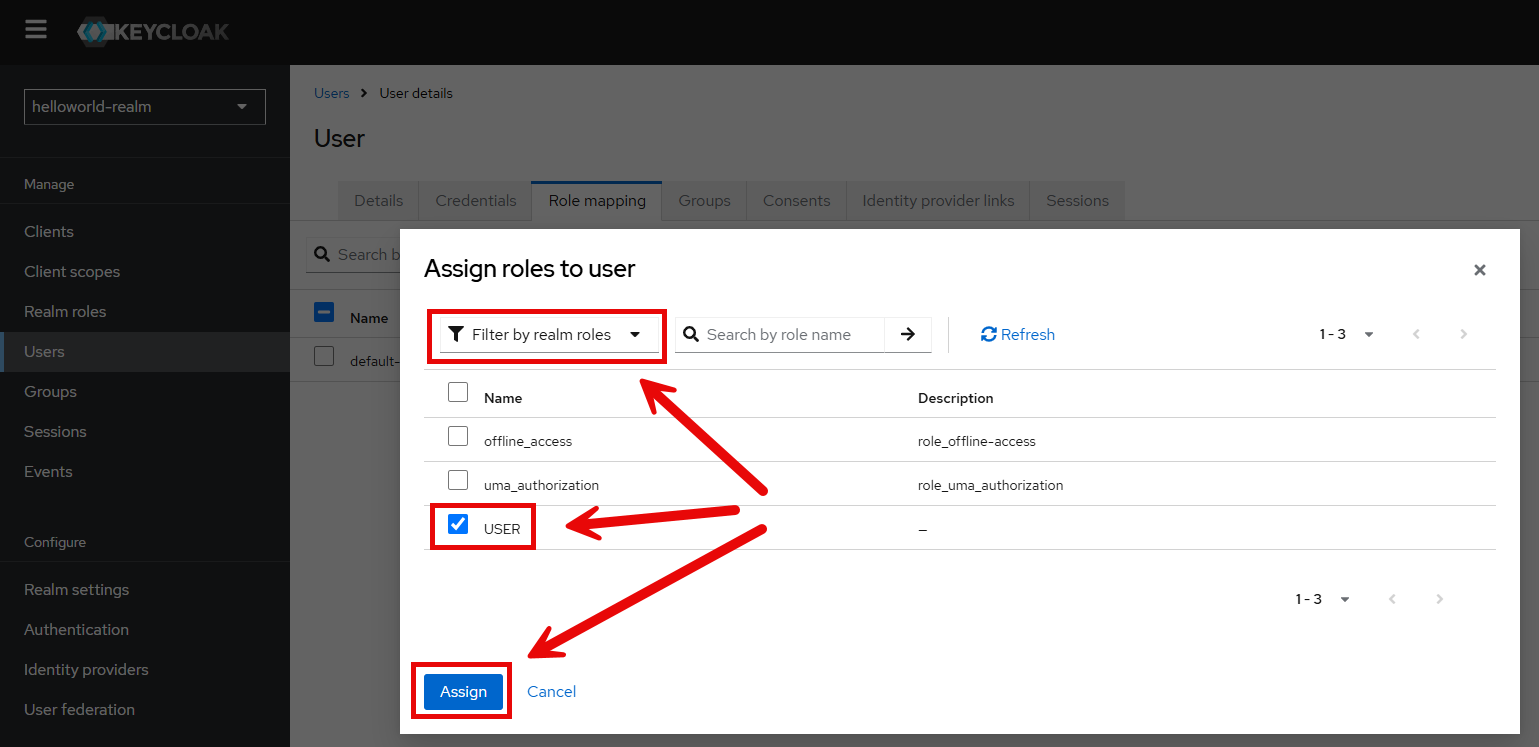 KEYCLOAK
helloworld-realm
Manage
Clients
Client scopes
Realm roles
Users
Groups
Sessions
Events
Configure
Realm settings
Authentication
Identity providers
User federation
Users > User details
User
Details Credentials Role mapping Groups Consents Identity provider links Sessions
Search b
Name
default-
Assign roles to user
Filter by realm roles Search by role name Refresh 1 - 3
Name Description
offline_access role_offline-access
uma_authorization role_uma_authorization
USER –
1 - 3
Assign Cancel